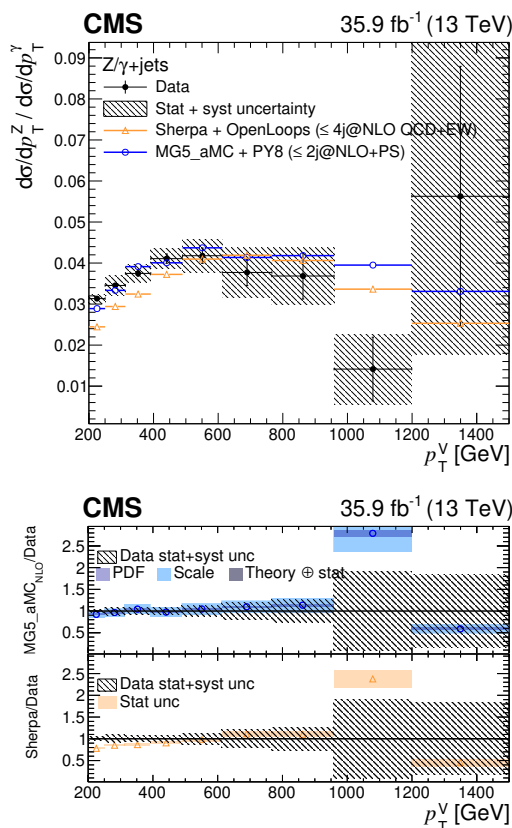 CMS 35.9 fb⁻¹ (13 TeV)
dσ/dp_T^Z / dσ/dp_T^γ
0.09
0.08
0.07
0.06
0.05
0.04
0.03
0.02
0.01
Z/γ+jets
Data
Stat + syst uncertainty
Sherpa + OpenLoops (≤ 4j@NLO QCD+EW)
MG5_aMC + PY8 (≤ 2j@NLO+PS)
200 400 600 800 1000 1200 1400
p_T^V [GeV]
CMS 35.9 fb⁻¹ (13 TeV)
MG5_aMC_NLO/Data
2.5
2
1.5
1
0.5
Data stat+syst unc
PDF Scale Theory ⊕ stat
Sherpa/Data
2.5
2
1.5
1
0.5
Data stat+syst unc
Stat unc
200 400 600 800 1000 1200 1400
p_T^V [GeV]